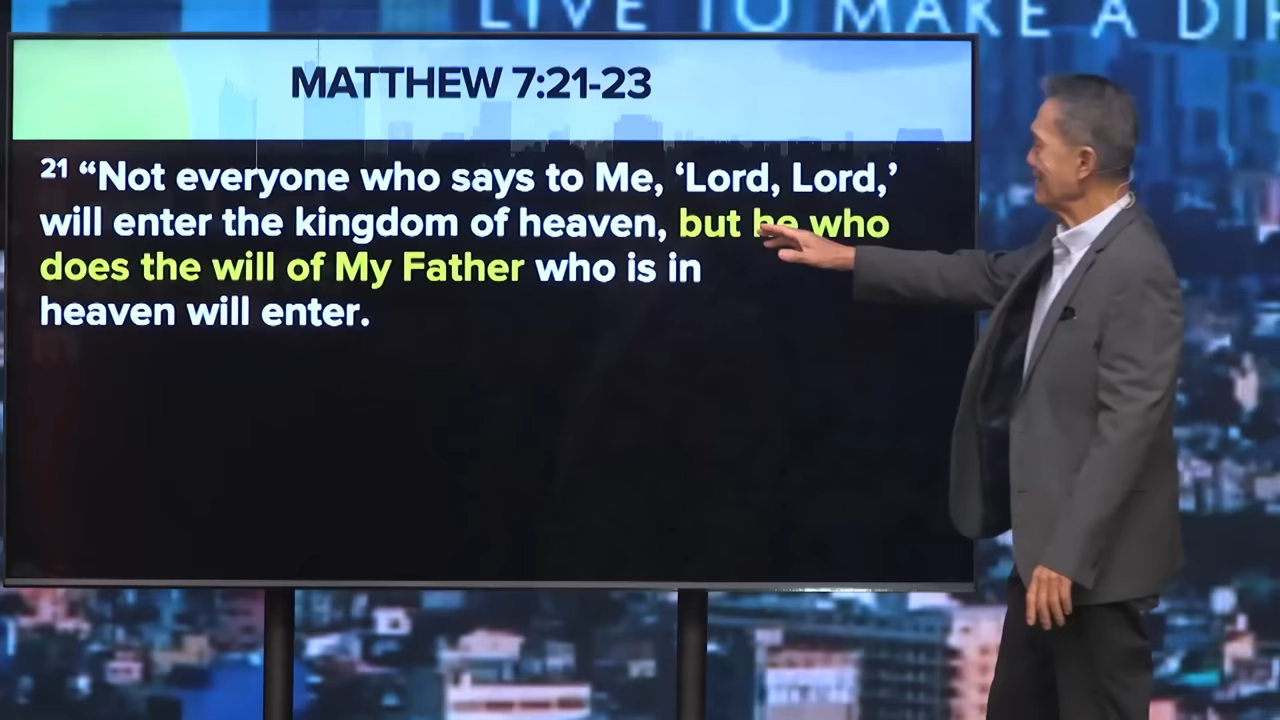 LIVE TO MAKE A
MATTHEW 7:21-23
21 “Not everyone who says to Me, ‘Lord, Lord,’
will enter the kingdom of heaven, but he who
does the will of My Father who is in
heaven will enter.